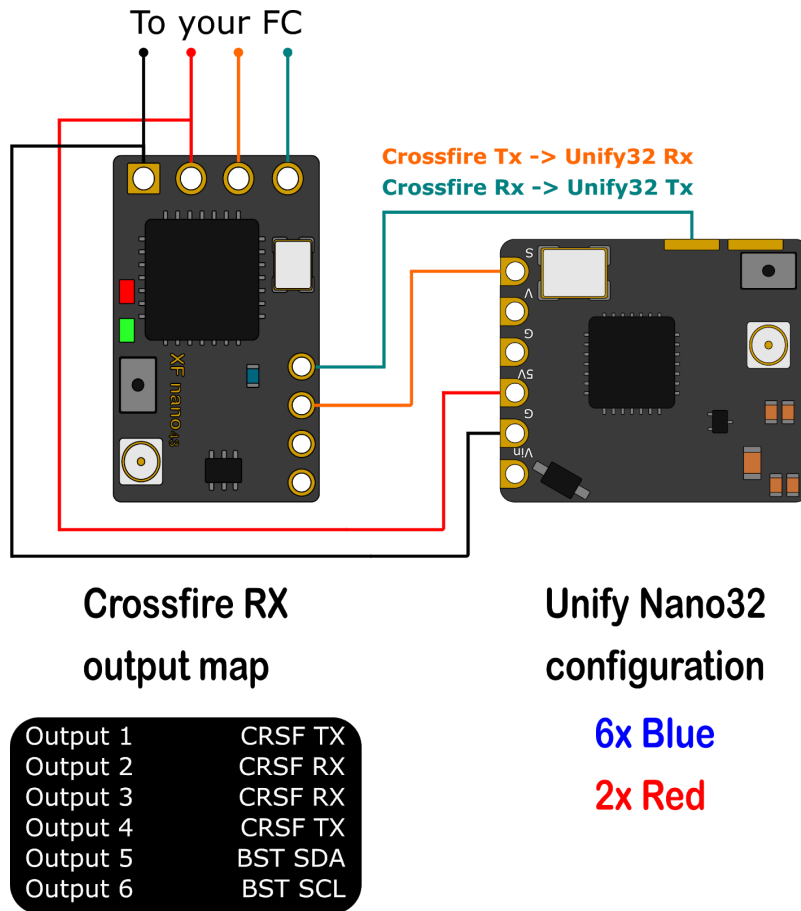 To your FC
Crossfire Tx -> Unify32 Rx
Crossfire Rx -> Unify32 Tx
S
V
G
5V
G
Vin
XF nano
Crossfire RX
output map
Unify Nano32
configuration
6x Blue
2x Red
Output 1 CRSF TX
Output 2 CRSF RX
Output 3 CRSF RX
Output 4 CRSF TX
Output 5 BST SDA
Output 6 BST SCL